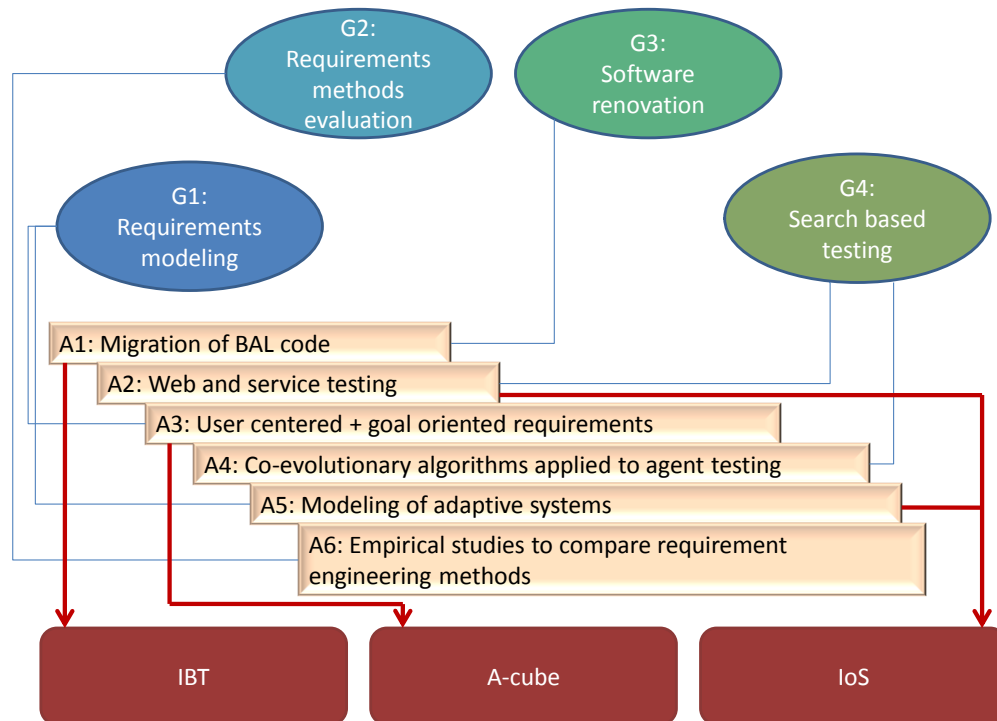 G2:
Requirements
methods
evaluation
G3:
Software
renovation
G1:
Requirements
modeling
G4:
Search based
testing
A1: Migration of BAL code
A2: Web and service testing
A3: User centered + goal oriented requirements
A4: Co-evolutionary algorithms applied to agent testing
A5: Modeling of adaptive systems
A6: Empirical studies to compare requirement
engineering methods
IBT
A-cube
IoS